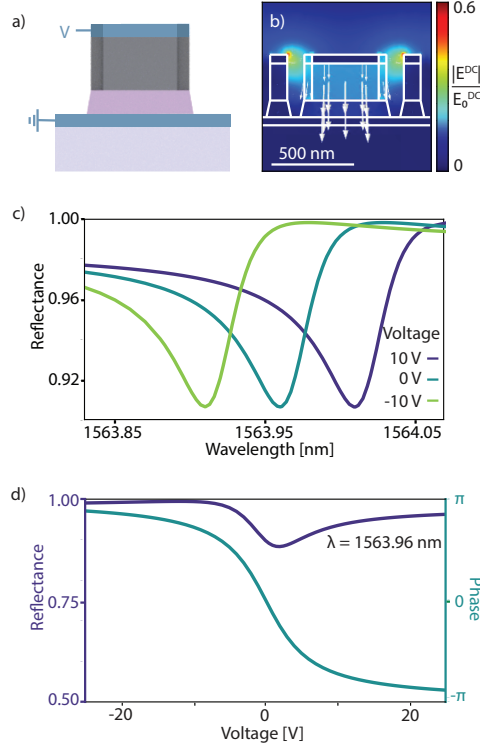 a)
V
b)
0.6
|E^DC|
E₀^DC
0
500 nm
c)
1.00
0.96
0.92
Reflectance
Voltage
10 V
0 V
-10 V
1563.85
1563.95
1564.05
Wavelength [nm]
d)
1.00
0.75
0.50
Reflectance
λ = 1563.96 nm
π
0
-π
Phase
-20
0
20
Voltage [V]